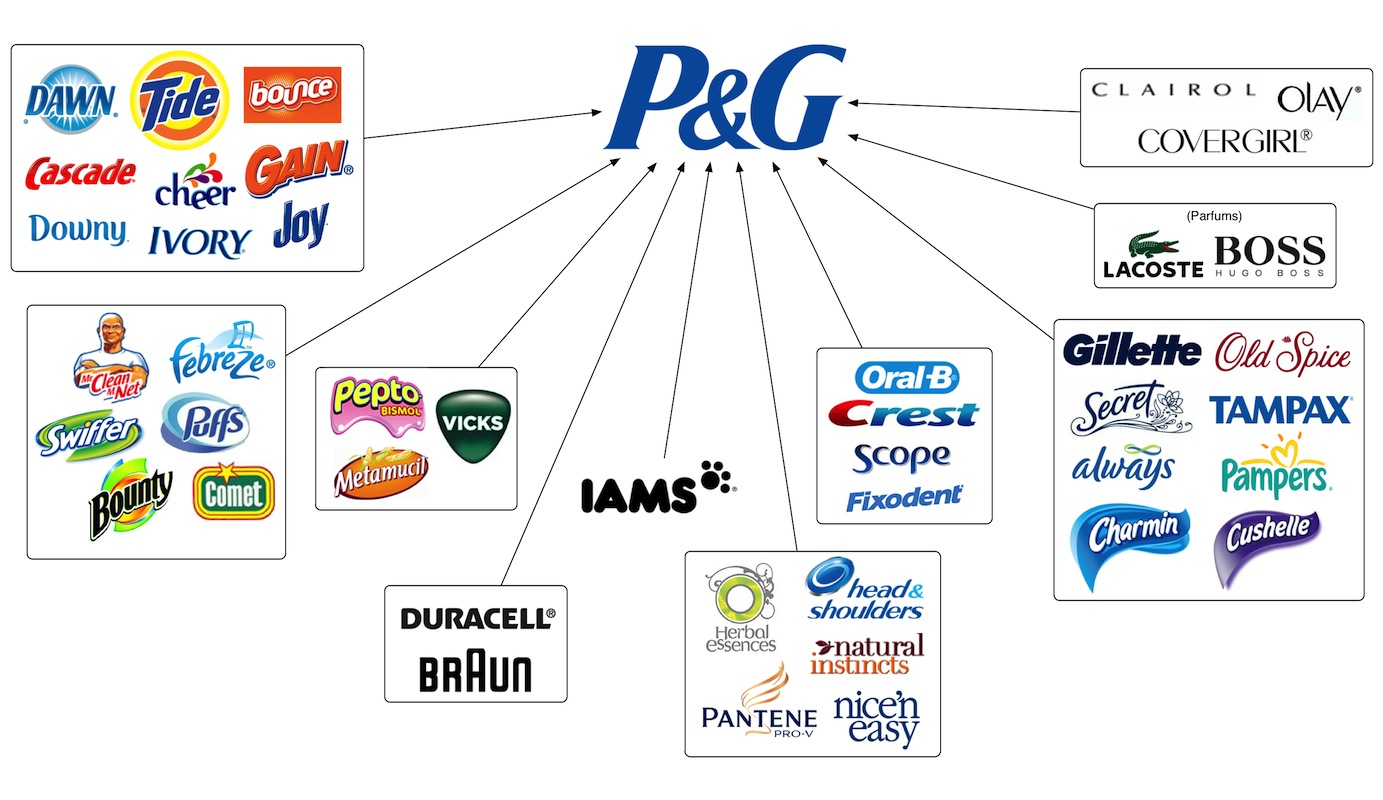 P&G
DAWN®
Tide
bounce
Cascade®
cheer
GAIN®
Downy
IVORY®
Joy
CLAIROL
OLAY®
COVERGIRL®
(Parfums)
LACOSTE
BOSS
HUGO BOSS
Mr Clean
M Net
febreze®
Swiffer
Puffs
Bounty
Comet
Pepto
BISMOL
VICKS
Metamucil
DURACELL®
BRAUN
IAMS®
Oral-B®
Crest
Scope
Fixodent
Herbal
essences
head &
shoulders
natural
instincts
PANTENE
PRO-V
nice'n
easy
Gillette
Old Spice
Secret
TAMPAX
always
Pampers®
Charmin
Cushelle